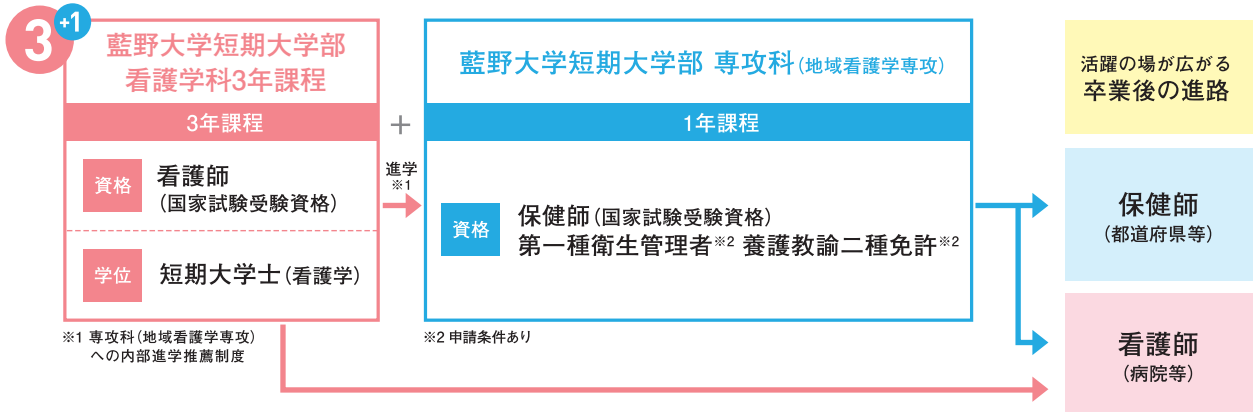 3
+1
藍野大学短期大学部
看護学科3年課程
3年課程
資格
看護師
(国家試験受験資格)
学位
短期大学士(看護学)
※1 専攻科(地域看護学専攻)
への内部進学推薦制度
+
進学
※1
藍野大学短期大学部 専攻科(地域看護学専攻)
1年課程
資格
保健師(国家試験受験資格)
第一種衛生管理者※2 養護教諭二種免許※2
※2 申請条件あり
活躍の場が広がる
卒業後の進路
保健師
(都道府県等)
看護師
(病院等)